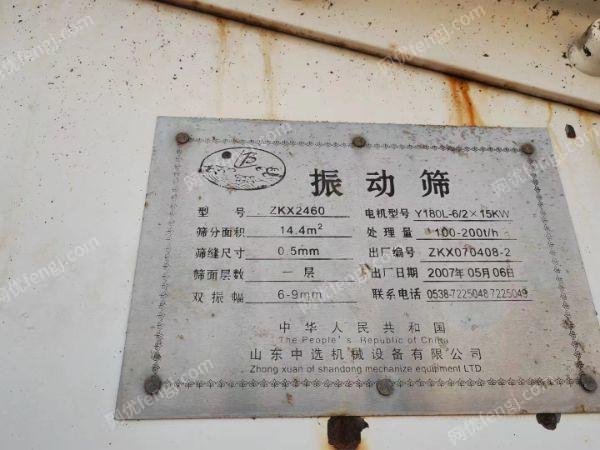 振动筛
型号 ZKX2460 电机型号 Y180L-6/2×15KW
筛分面积 14.4m² 处理量 100-200t/h
筛缝尺寸 0.5mm 出厂编号 ZKX070408-2
筛面层数 一层 出厂日期 2007年05月06日
双振幅 6-9mm 联系电话 0538-7225048 7225049
中华人民共和国
The People's Republic of China
山东中选机械设备有限公司
Zhong xuan of shandong mechanize equipment LTD.